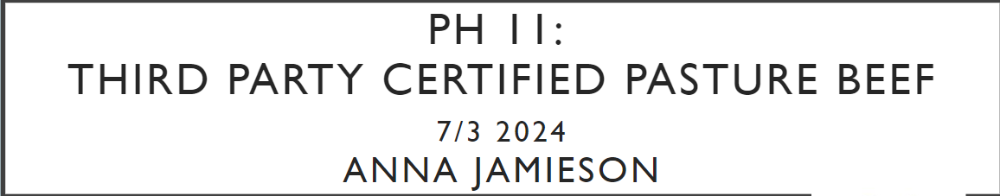 PH 11:
THIRD PARTY CERTIFIED PASTURE BEEF
7/3 2024
ANNA JAMIESON